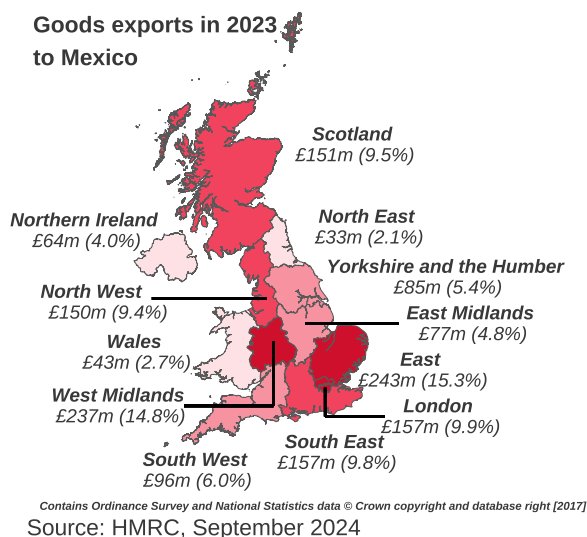 Goods exports in 2023
to Mexico
Scotland
£151m (9.5%)
Northern Ireland
£64m (4.0%)
North East
£33m (2.1%)
Yorkshire and the Humber
£85m (5.4%)
North West
£150m (9.4%)
East Midlands
£77m (4.8%)
Wales
£43m (2.7%)
East
£243m (15.3%)
West Midlands
£237m (14.8%)
London
£157m (9.9%)
South East
£157m (9.8%)
South West
£96m (6.0%)
Contains Ordinance Survey and National Statistics data © Crown copyright and database right [2017]
Source: HMRC, September 2024